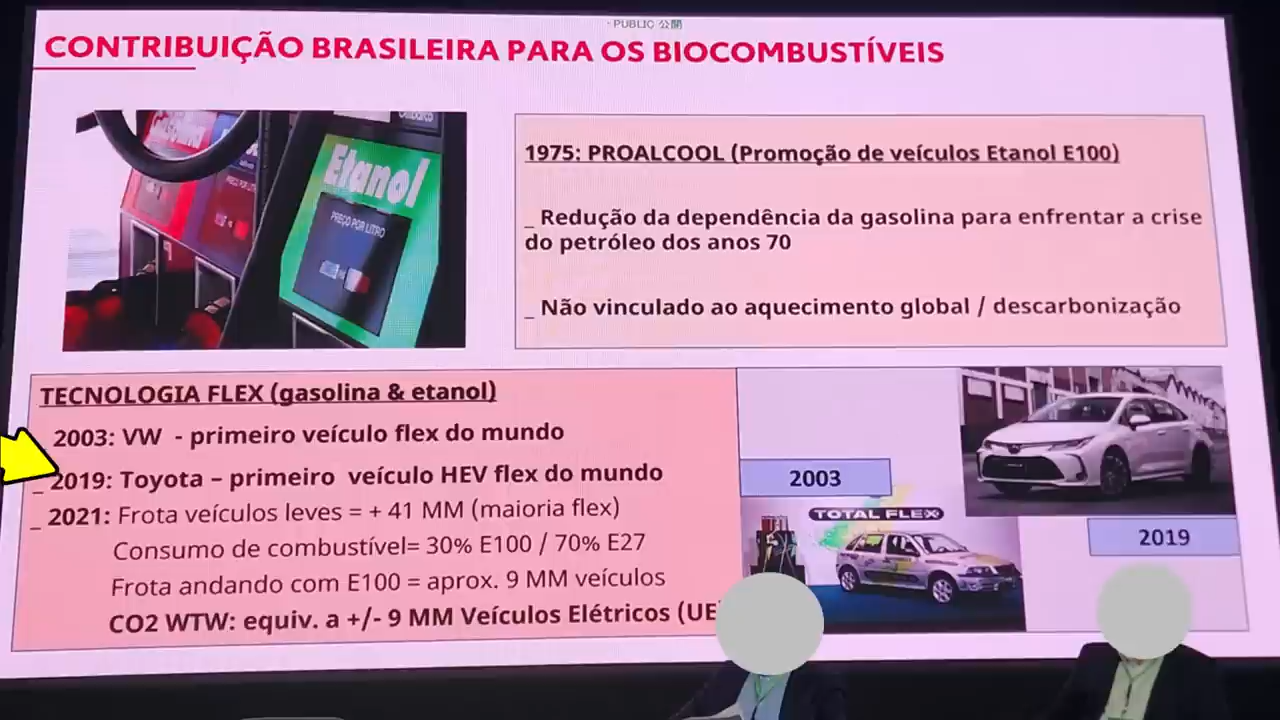 - PUBLIC 公開
CONTRIBUIÇÃO BRASILEIRA PARA OS BIOCOMBUSTÍVEIS
Etanol
PREÇO POR LITRO
1975: PROALCOOL (Promoção de veículos Etanol E100)
_ Redução da dependência da gasolina para enfrentar a crise
do petróleo dos anos 70
_ Não vinculado ao aquecimento global / descarbonização
TECNOLOGIA FLEX (gasolina & etanol)
2003: VW - primeiro veículo flex do mundo
_ 2019: Toyota – primeiro veículo HEV flex do mundo
_ 2021: Frota veículos leves = + 41 MM (maioria flex)
Consumo de combustível= 30% E100 / 70% E27
Frota andando com E100 = aprox. 9 MM veículos
CO2 WTW: equiv. a +/- 9 MM Veículos Elétricos (UE
2003
TOTAL FLEX
2019